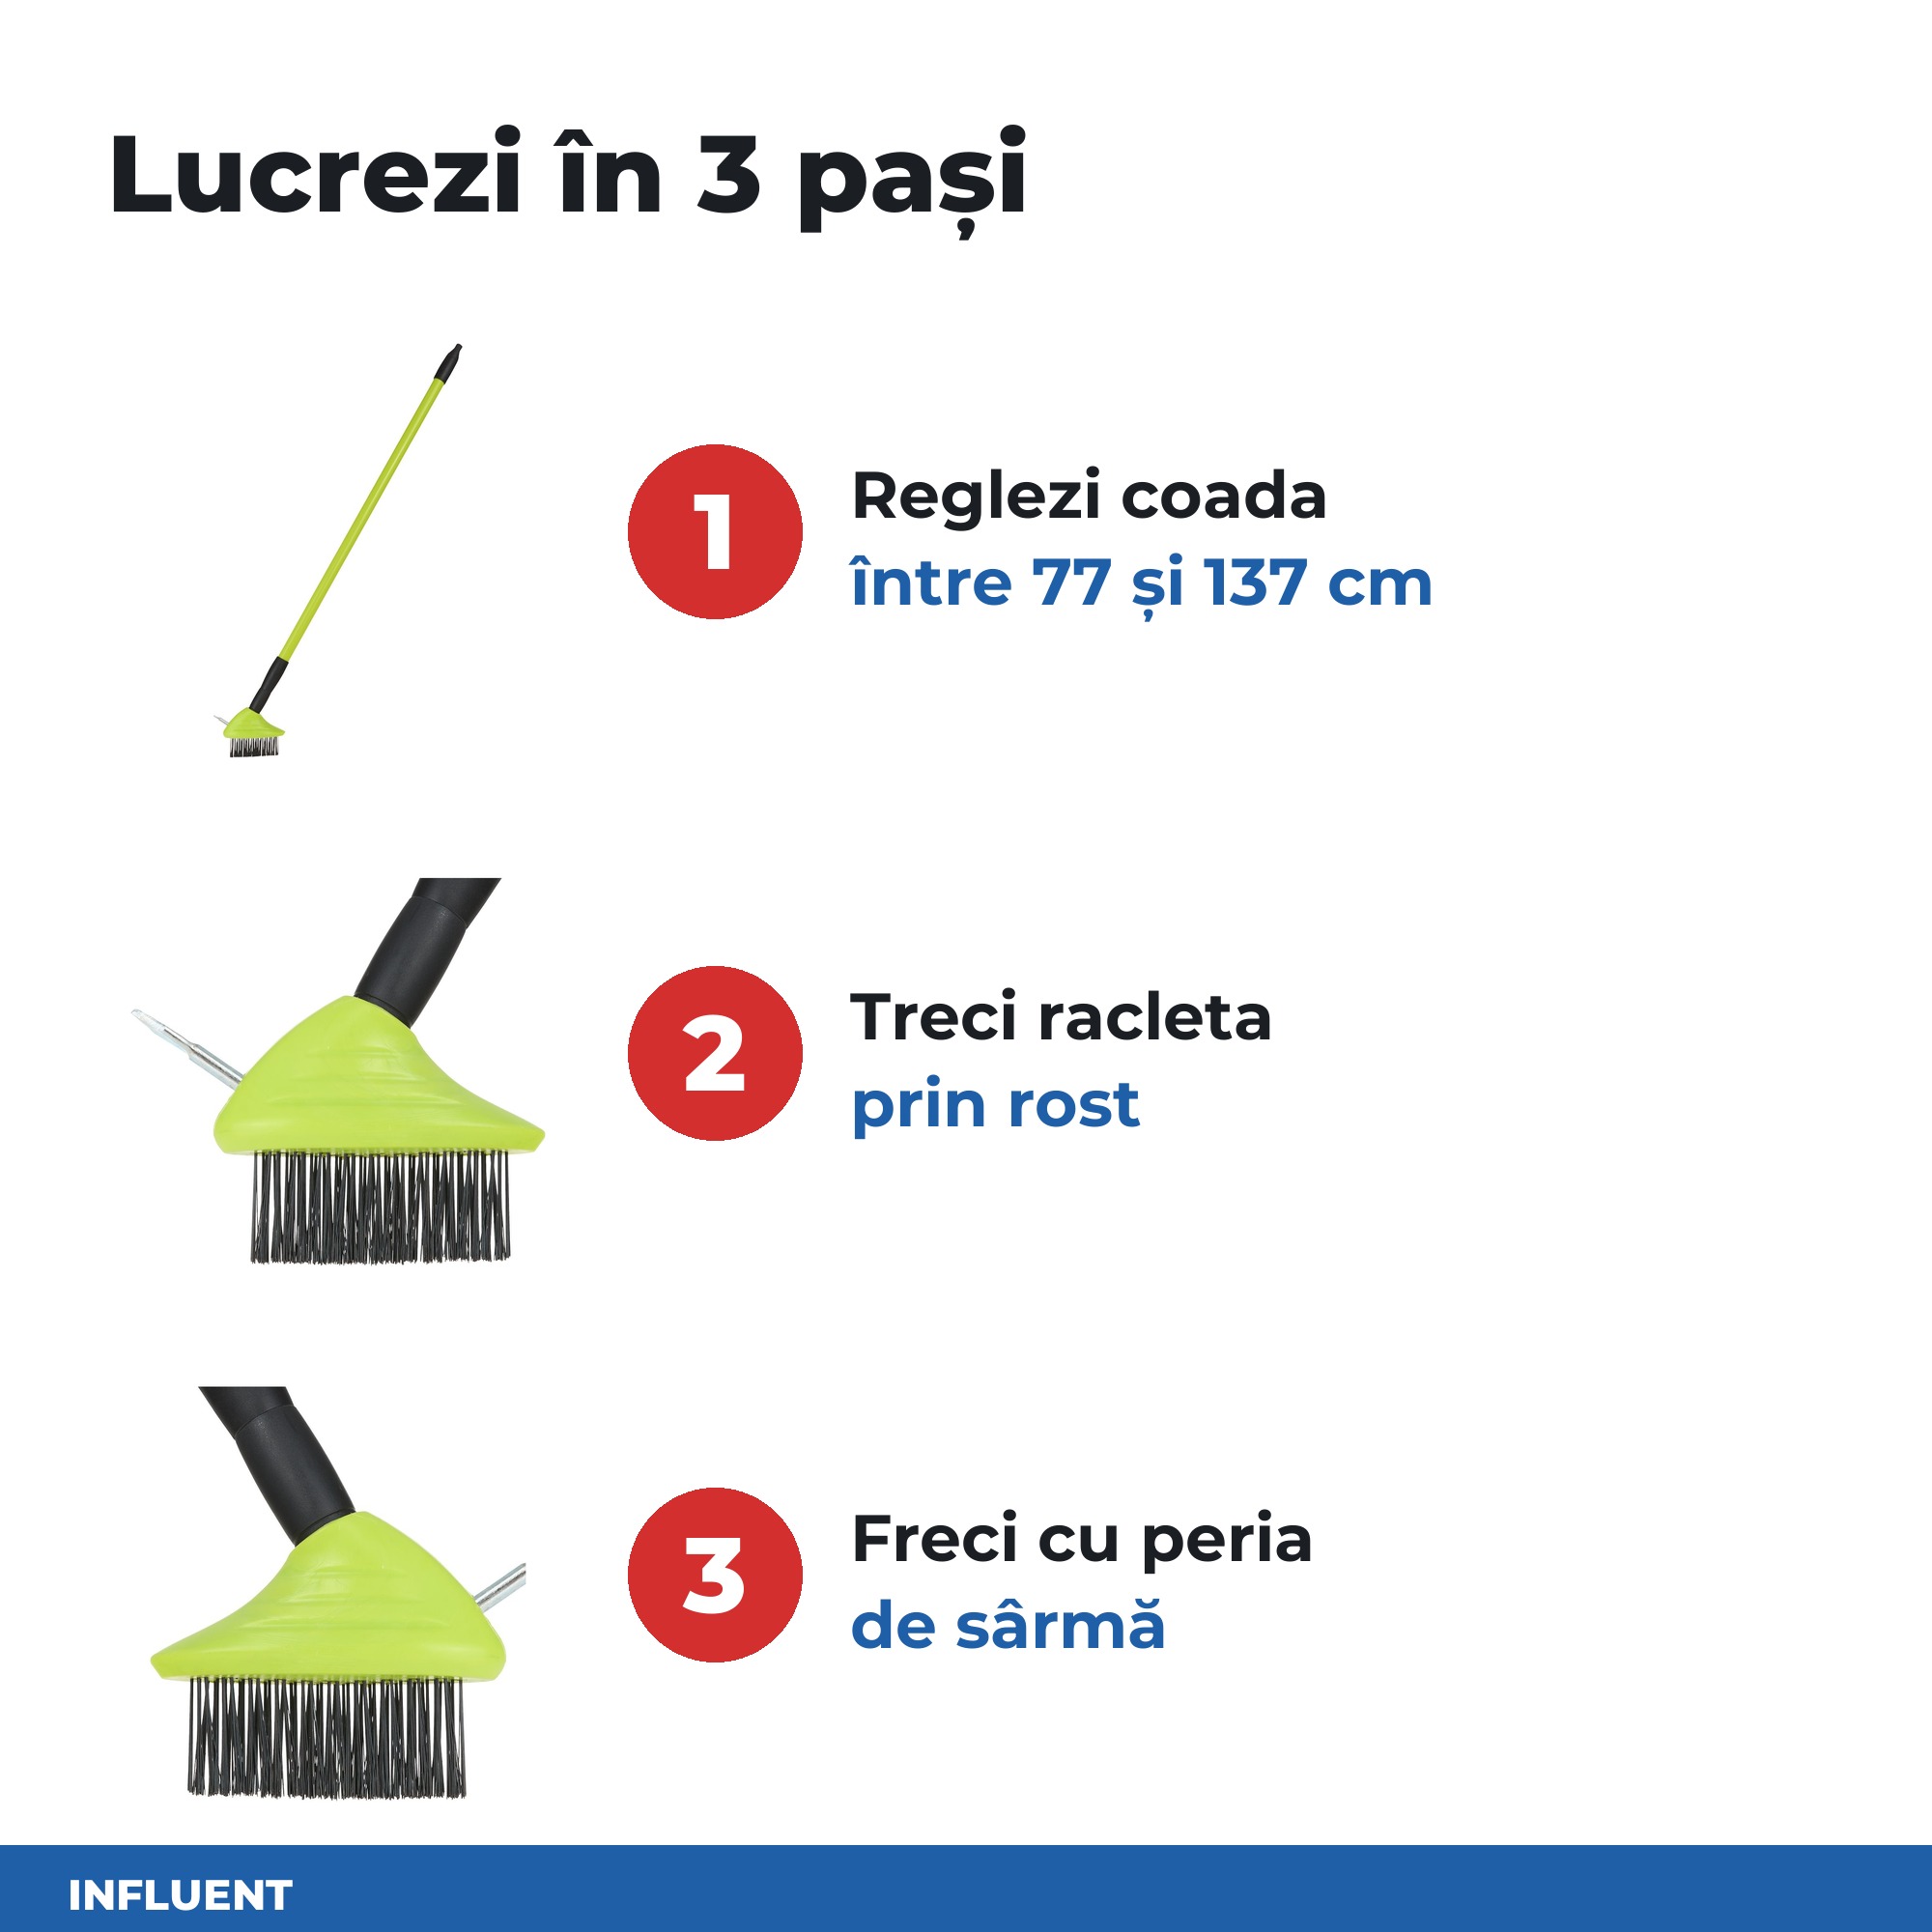 Lucrezi în 3 pași
1
Reglezi coada
între 77 și 137 cm
2
Treci racleta
prin rost
3
Freci cu peria
de sârmă
INFLUENT